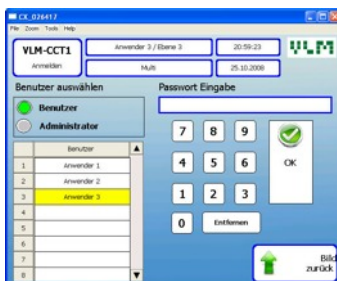 CX_026417
File Zoom Tools Help
VLM-CCT1
Anmelden
Anwender 3 / Ebene 3
20:59:23
Multi
25.10.2008
VLM
Benutzer auswählen
Benutzer
Administrator
Benutzer
1 Anwender 1
2 Anwender 2
3 Anwender 3
4
5
6
7
8
Passwort Eingabe
7 8 9
4 5 6
1 2 3
0 Entfernen
OK
Bild
zurück